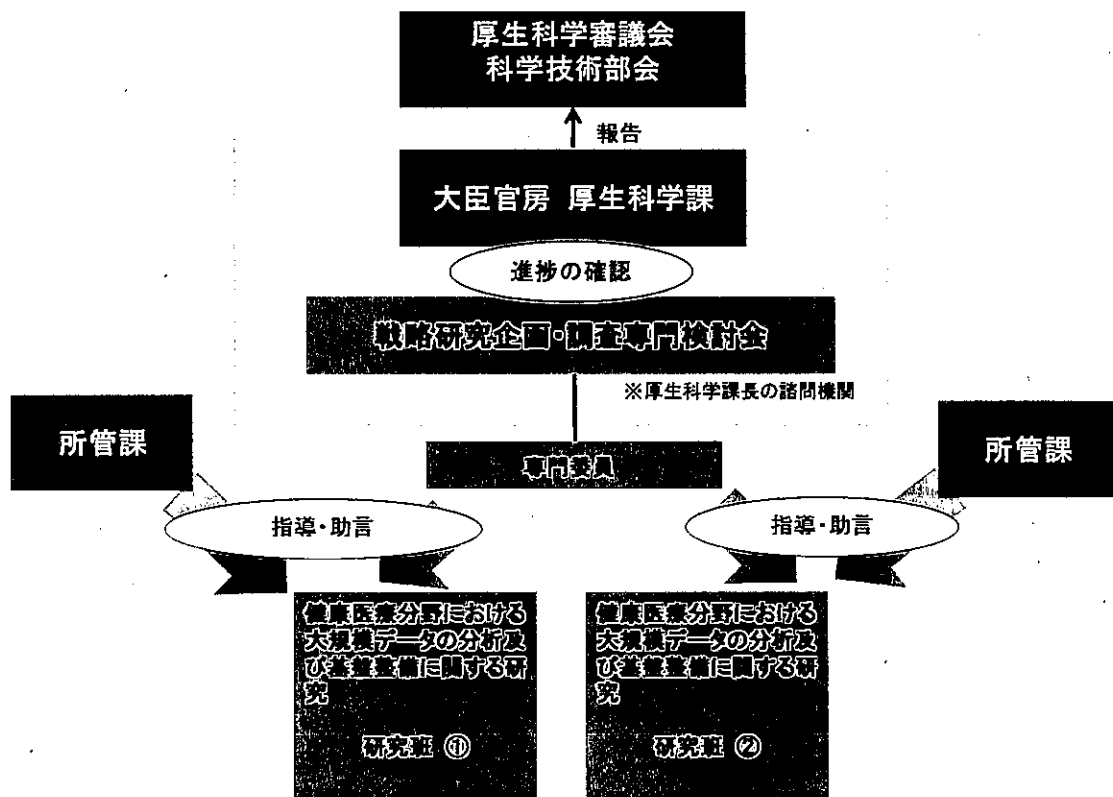 厚生科学審議会
科学技術部会
報告
大臣官房 厚生科学課
進捗の確認
戦略研究企画・調査専門検討会
※厚生科学課長の諮問機関
所管課
専門委員
所管課
指導・助言
指導・助言
健康医療分野における
大規模データの分析及
び基盤整備に関する研
究
研究班 ①
健康医療分野における
大規模データの分析及
び基盤整備に関する研
究
研究班 ②